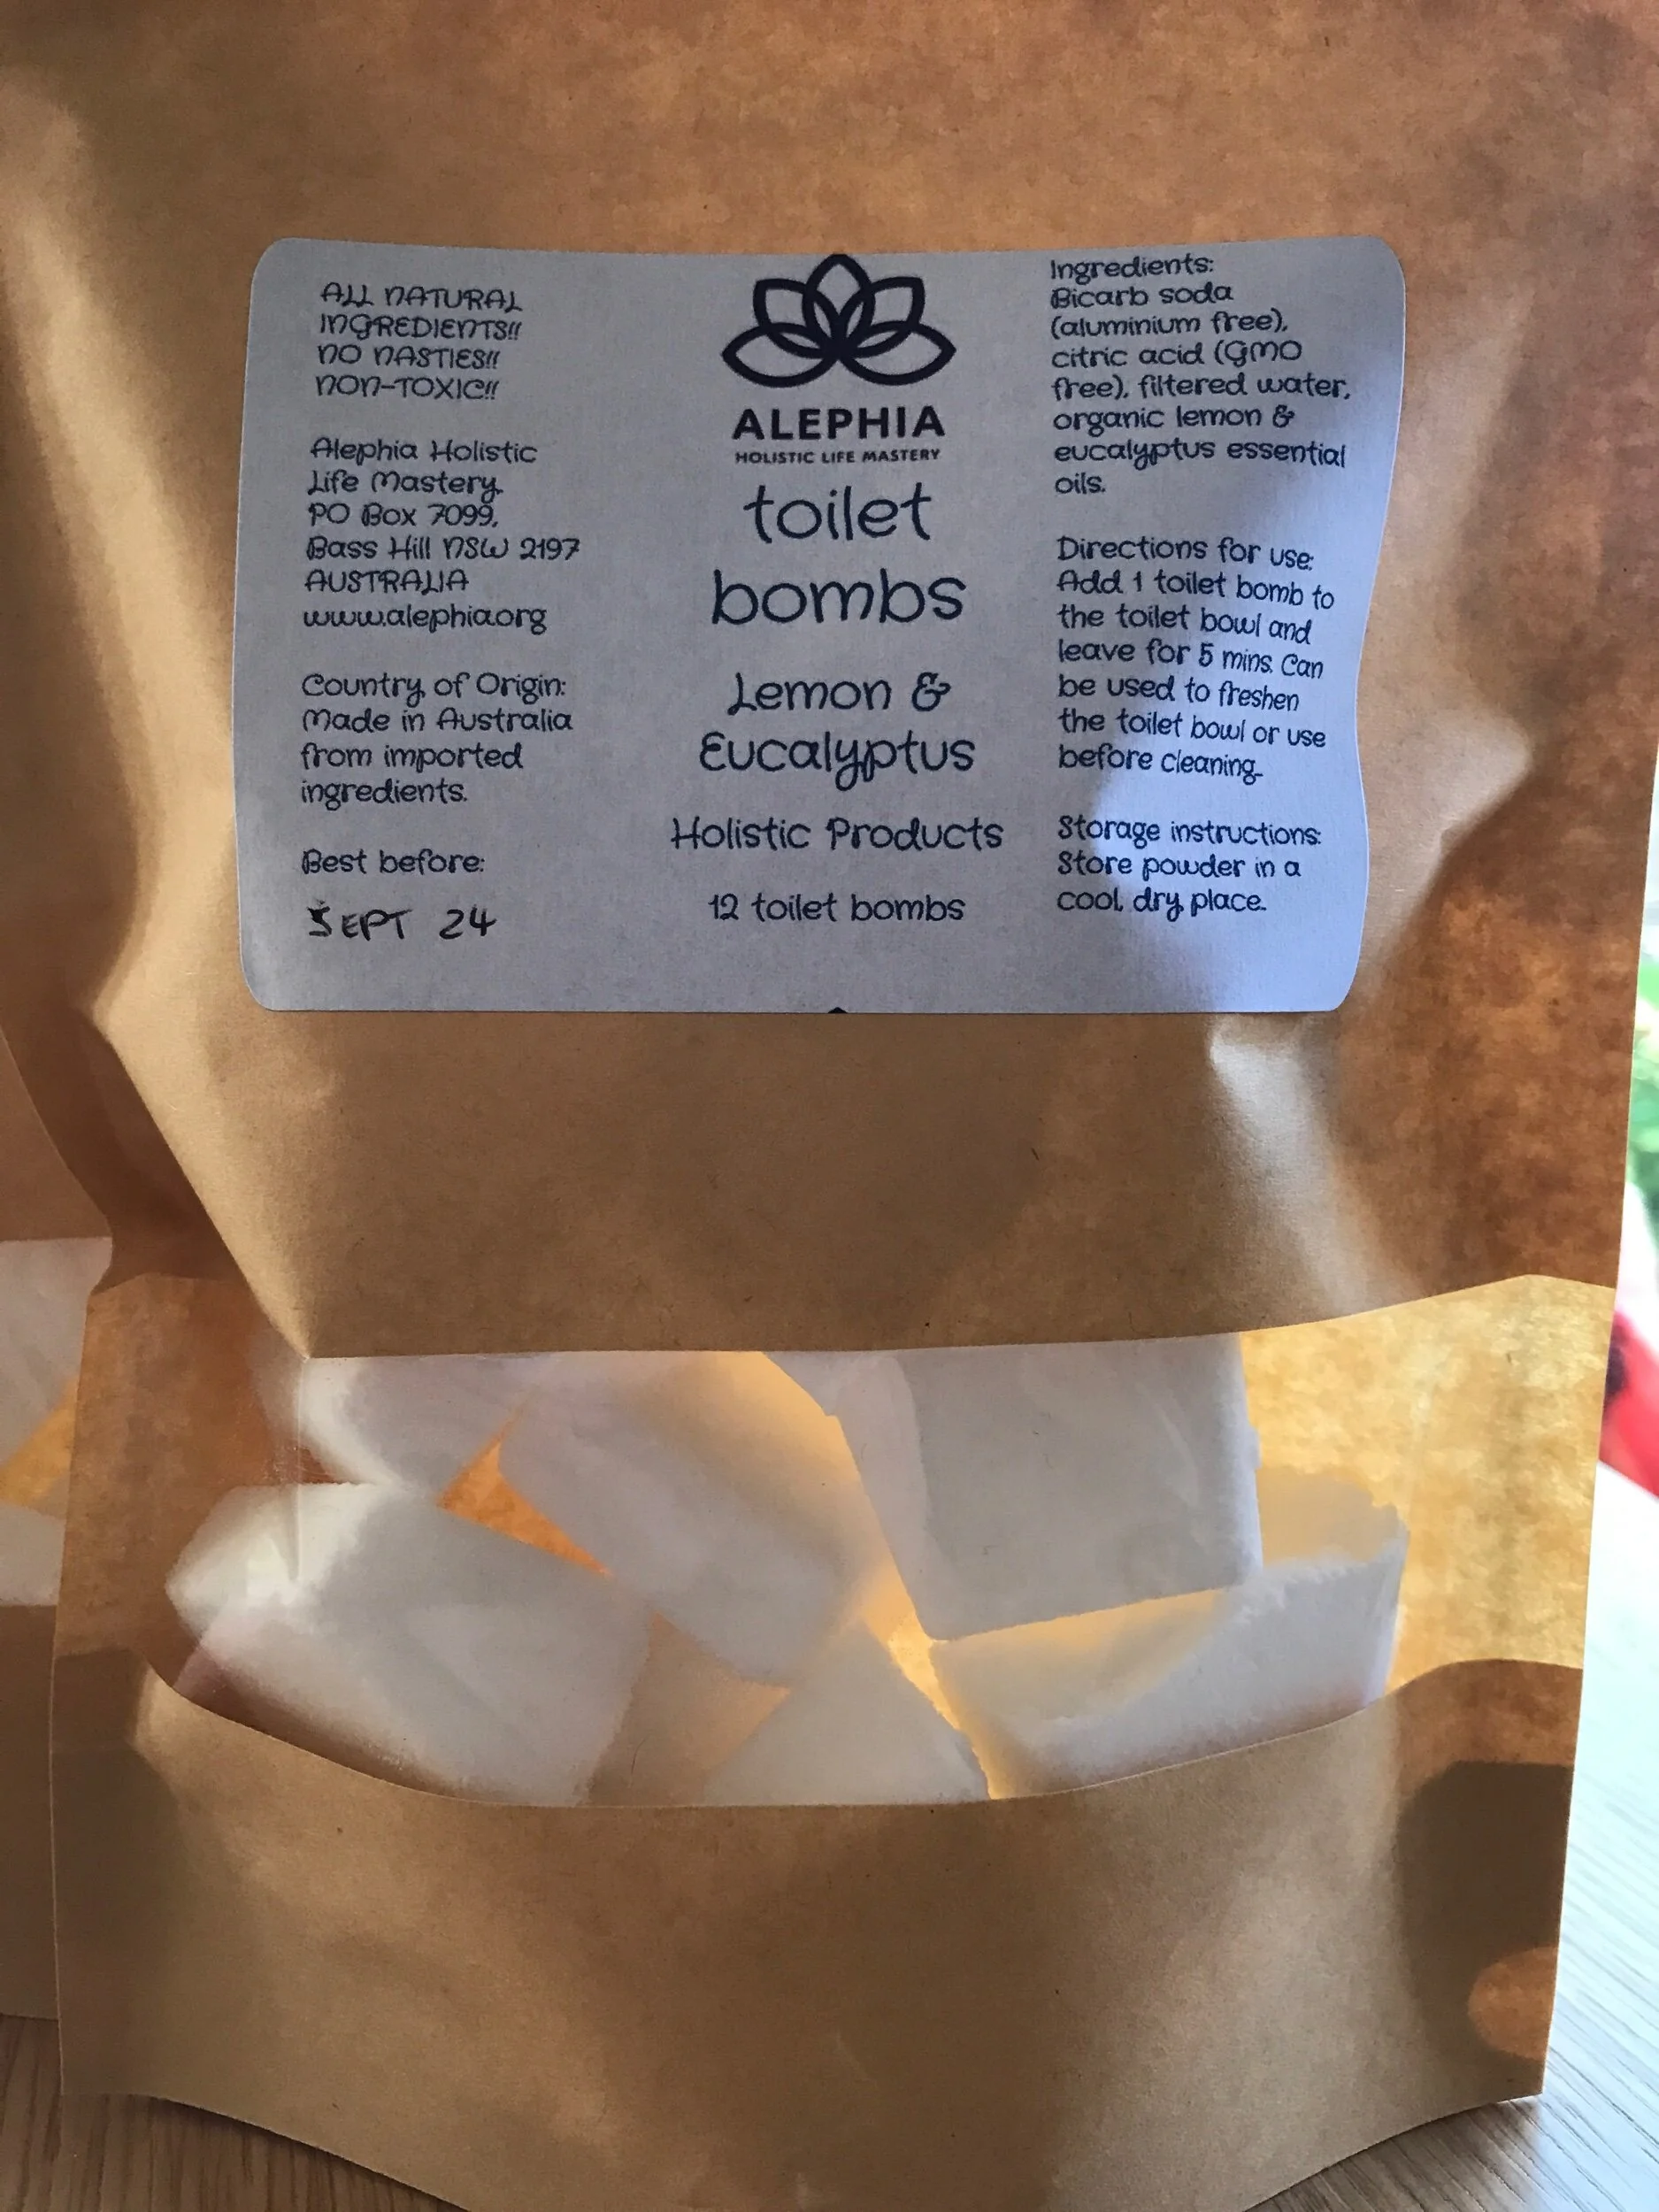 ALL NATURAL
INGREDIENTS!!
NO NASTIES!!
NON-TOXIC!!
Alephia Holistic
Life Mastery,
PO Box 7099,
Bass Hill NSW 2197
AUSTRALIA
www.alephia.org
Country of Origin:
Made in Australia
from imported
ingredients.
Best before:
SEPT 24
ALEPHIA
HOLISTIC LIFE MASTERY
toilet
bombs
Lemon &
Eucalyptus
Holistic Products
12 toilet bombs
Ingredients:
Bicarb soda
(aluminium free),
citric acid (GMO
free), filtered water,
organic lemon &
eucalyptus essential
oils.
Directions for use:
Add 1 toilet bomb to
the toilet bowl and
leave for 5 mins. Can
be used to freshen
the toilet bowl or use
before cleaning.
Storage instructions:
Store powder in a
cool, dry place.